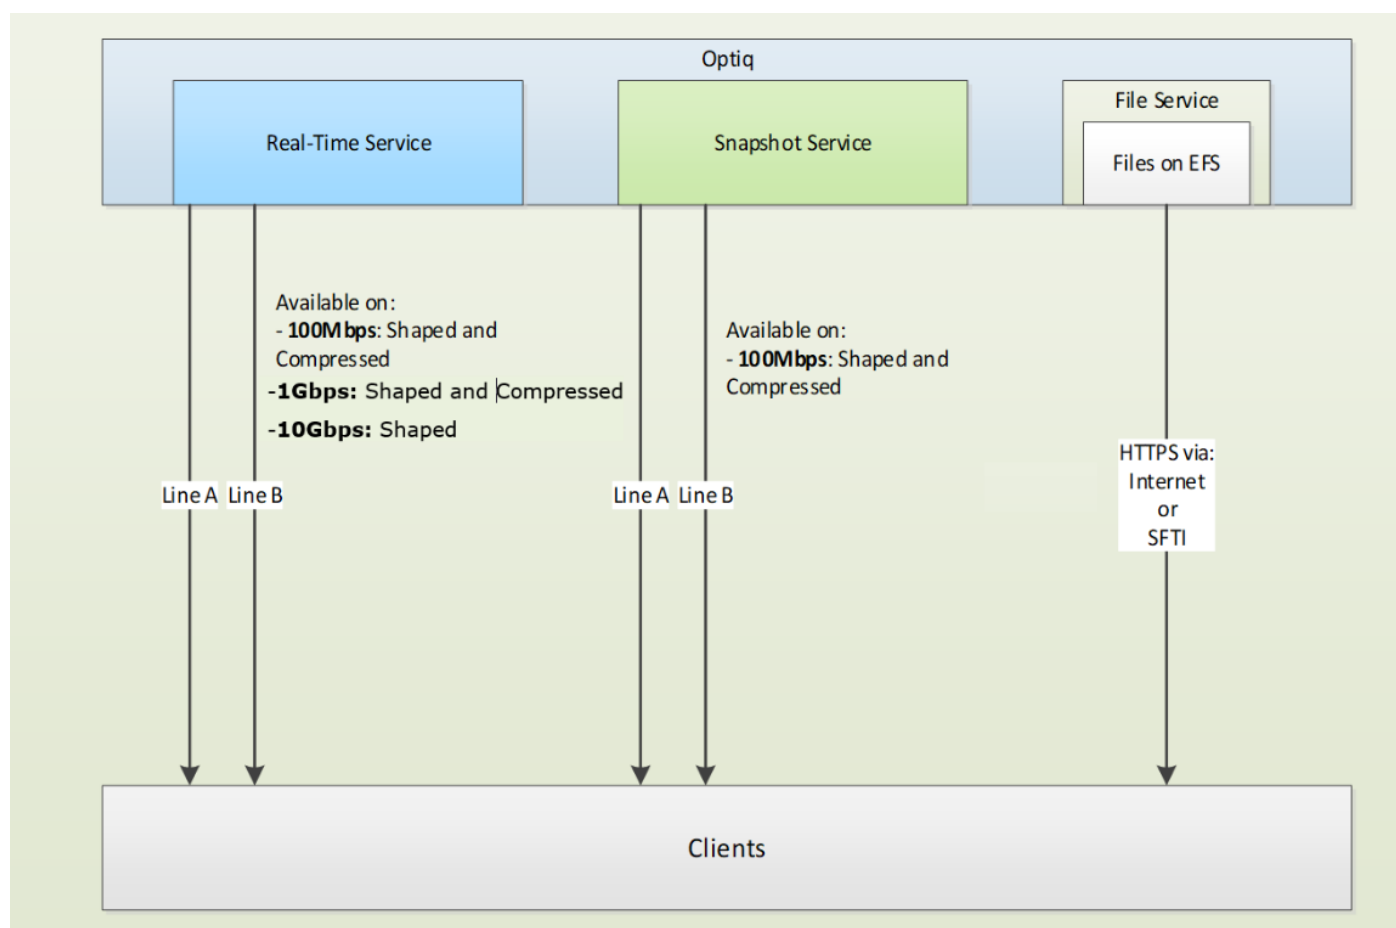 Optiq
Real-Time Service
Snapshot Service
File Service
Files on EFS
Available on:
- 100Mbps: Shaped and
Compressed
-1Gbps: Shaped and Compressed
-10Gbps: Shaped
Available on:
- 100Mbps: Shaped and
Compressed
HTTPS via:
Internet
or
SFTI
Line A
Line B
Line A
Line B
Clients